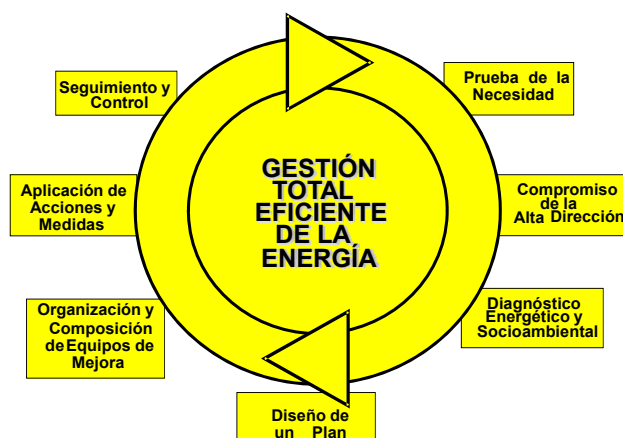 Seguimiento y
Control
Prueba de la
Necesidad
Aplicación de
Acciones y
Medidas
GESTIÓN
TOTAL
EFICIENTE
DE LA
ENERGÍA
Compromiso
de la
Alta Dirección
Organización y
Composición
de Equipos de
Mejora
Diagnóstico
Energético y
Socioambiental
Diseño de
un Plan